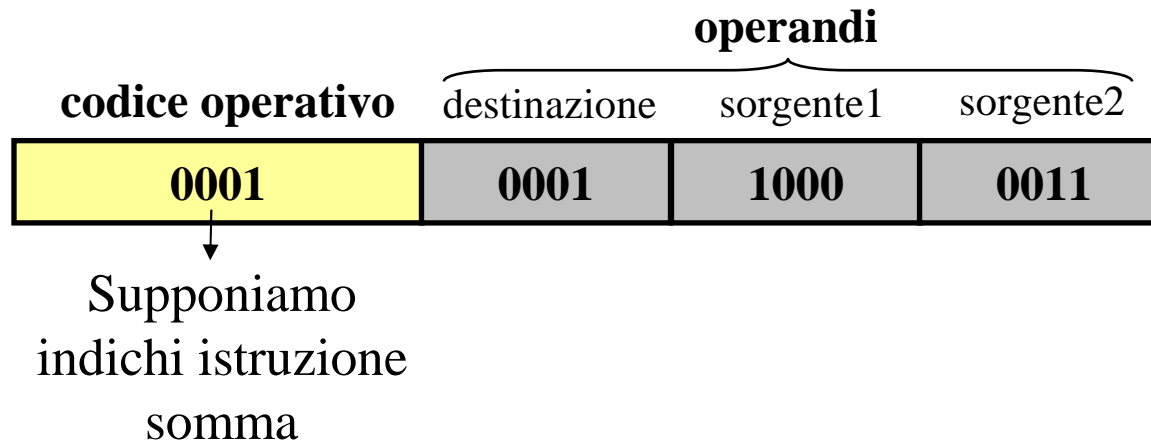 operandi
codice operativo destinazione sorgente1 sorgente2
0001 0001 1000 0011
Supponiamo
indichi istruzione
somma